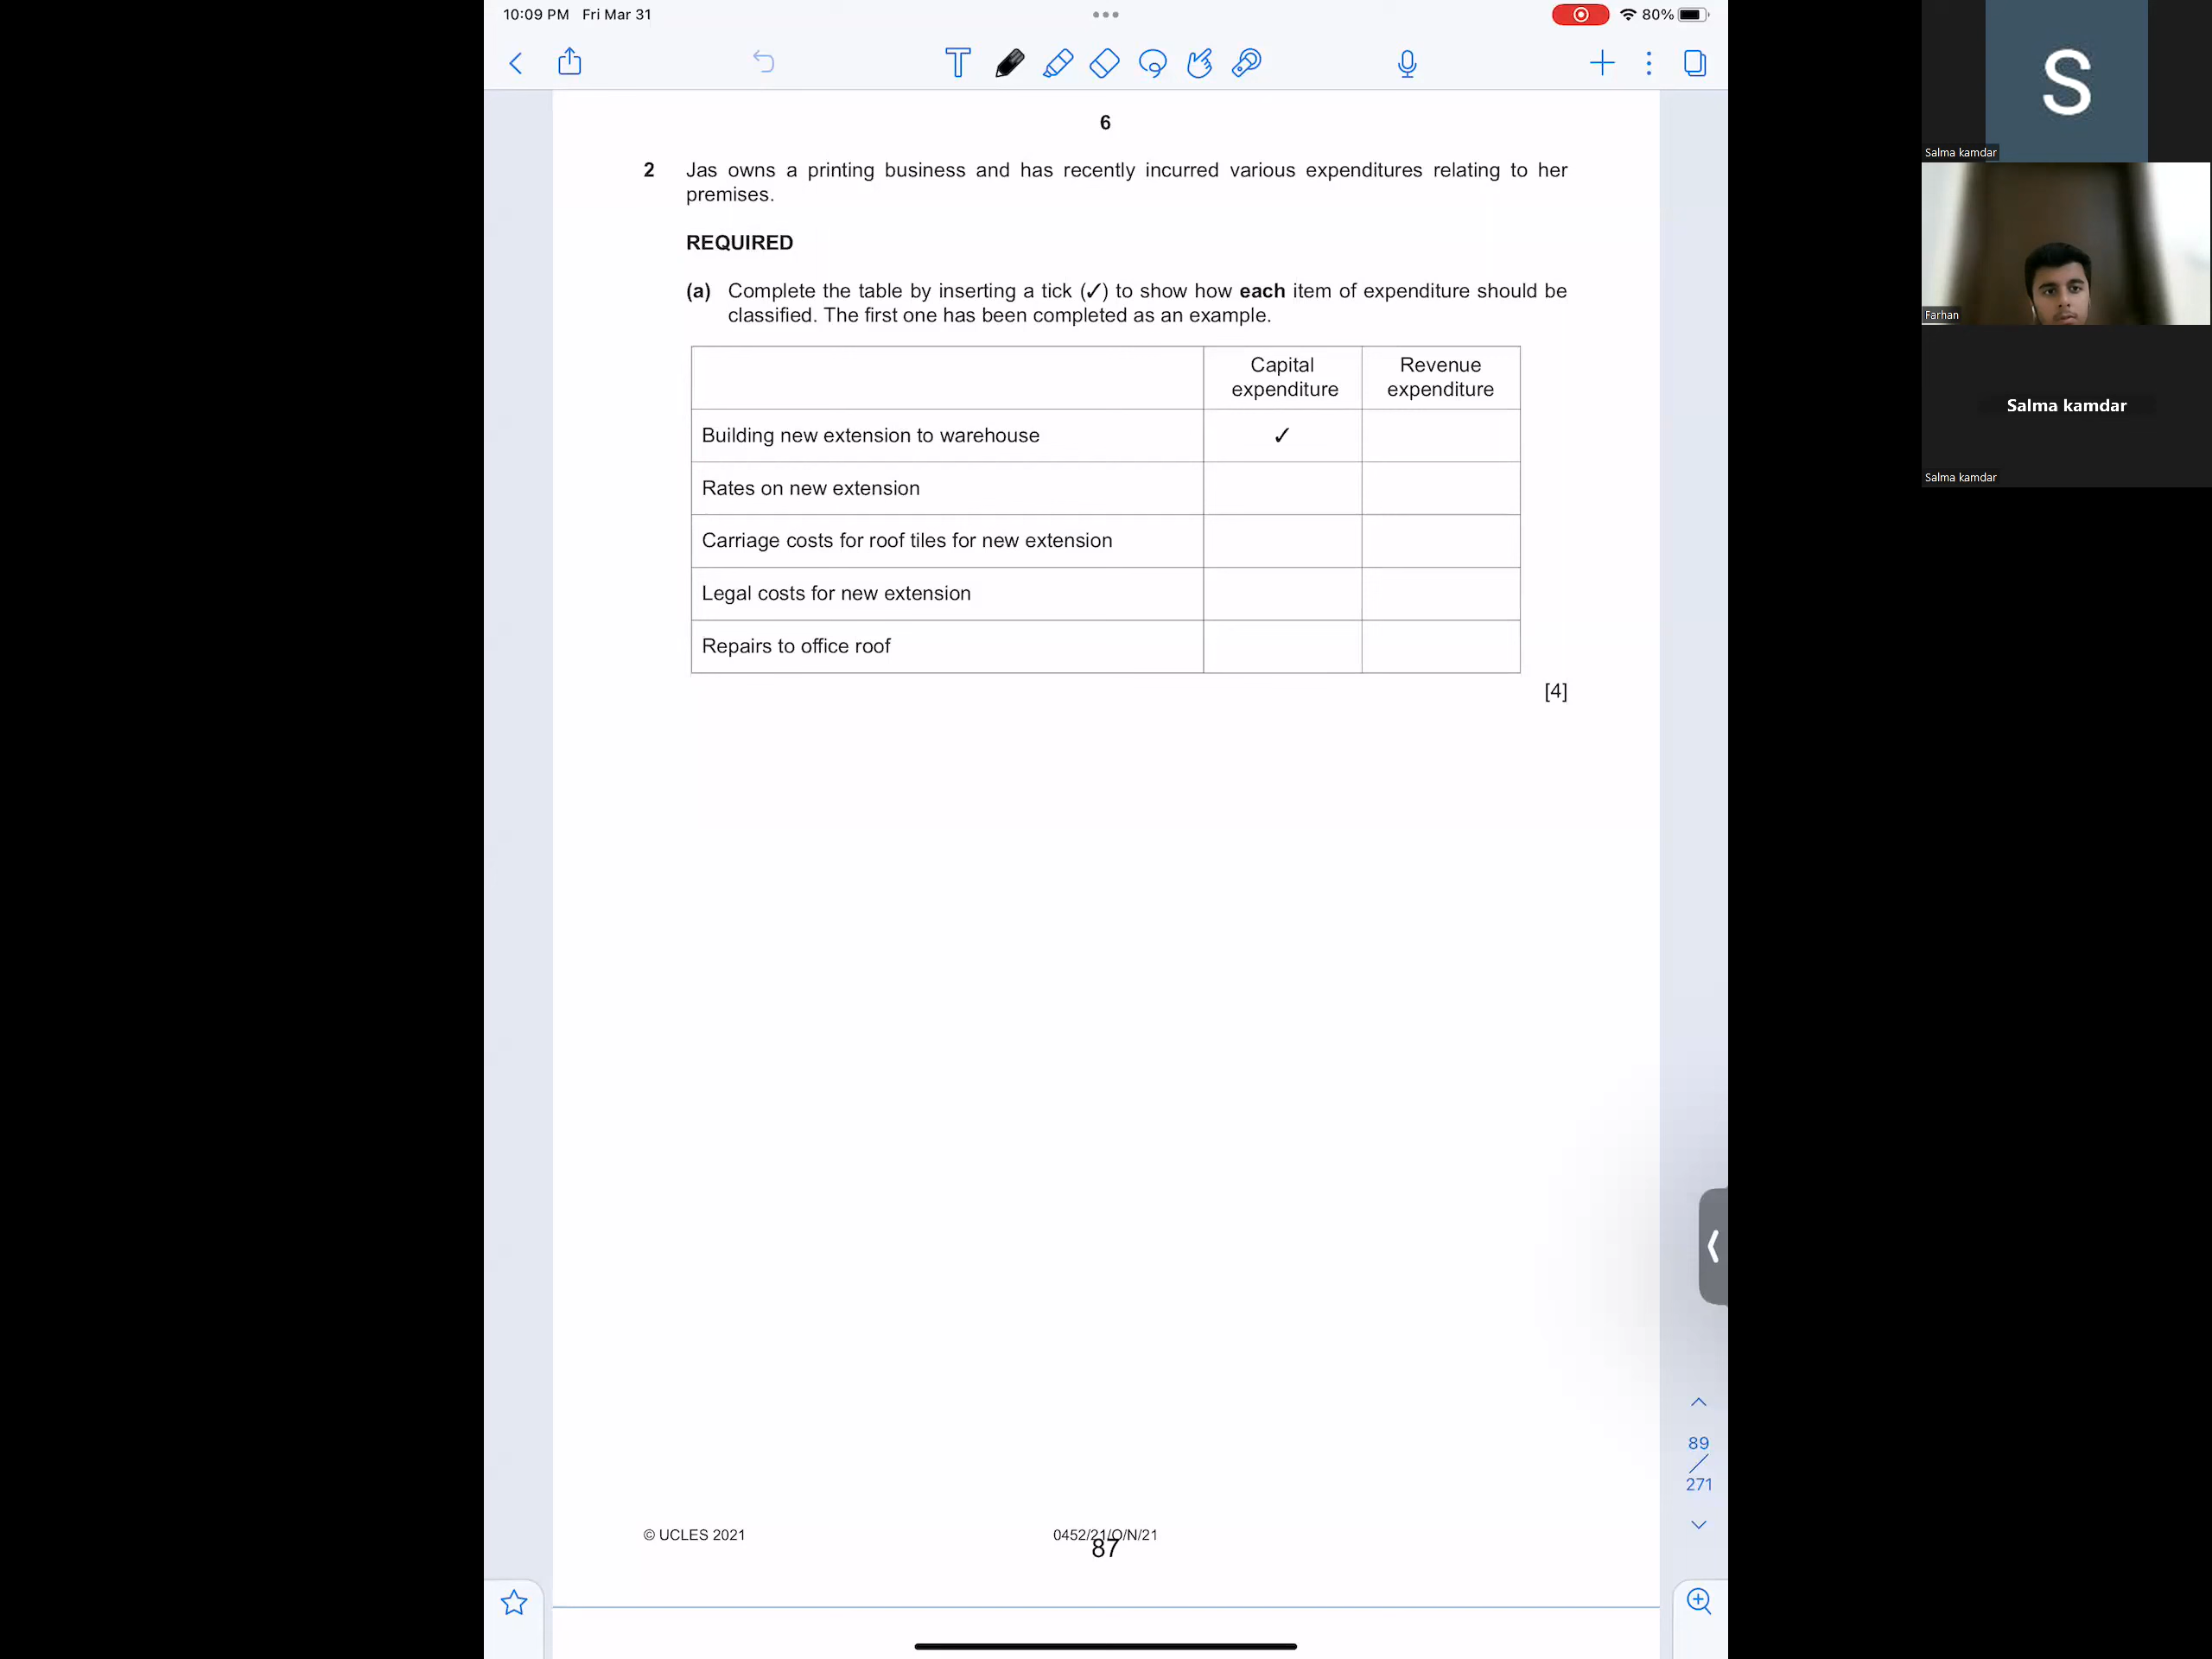 10:09 PM Fri Mar 31
80%
6
2 Jas owns a printing business and has recently incurred various expenditures relating to her
premises.
REQUIRED
(a) Complete the table by inserting a tick (✓) to show how each item of expenditure should be
classified. The first one has been completed as an example.
Capital
expenditure
Revenue
expenditure
Building new extension to warehouse ✓
Rates on new extension
Carriage costs for roof tiles for new extension
Legal costs for new extension
Repairs to office roof
[4]
© UCLES 2021
0452/21/O/N/21
87
89
271
S
Salma kamdar
Farhan
Salma kamdar
Salma kamdar